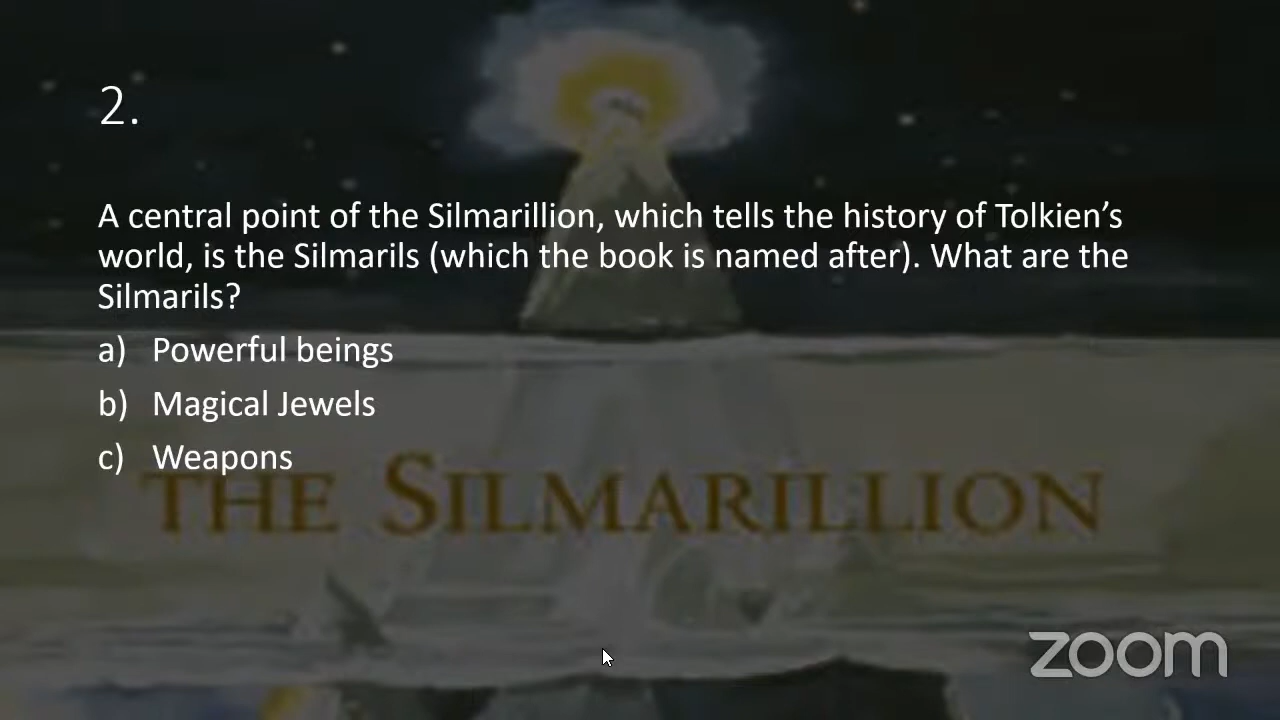 2.
A central point of the Silmarillion, which tells the history of Tolkien’s
world, is the Silmarils (which the book is named after). What are the
Silmarils?
a) Powerful beings
b) Magical Jewels
c) Weapons
THE SILMARILLION
zoom